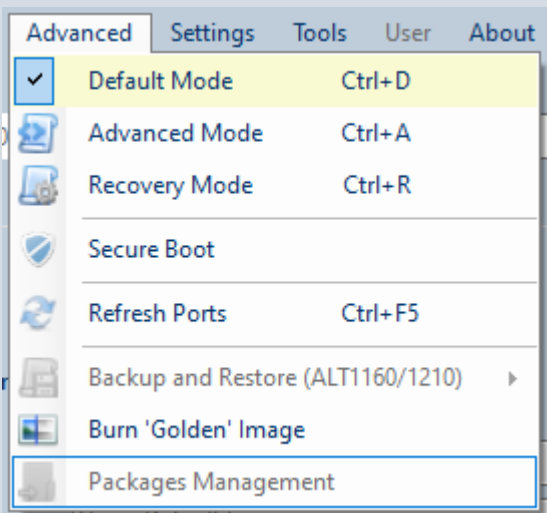 Advanced Settings Tools User About
Default Mode Ctrl+D
Advanced Mode Ctrl+A
Recovery Mode Ctrl+R
Secure Boot
Refresh Ports Ctrl+F5
Backup and Restore (ALT1160/1210)
Burn 'Golden' Image
Packages Management